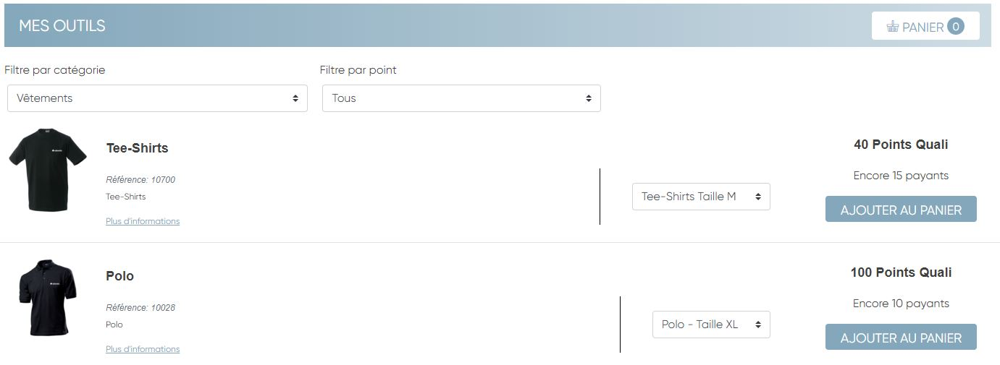 MES OUTILS
PANIER 0
Filtre par catégorie
Filtre par point
Vêtements
Tous
Tee-Shirts
Référence: 10700
Tee-Shirts
Plus d'informations
Tee-Shirts Taille M
40 Points Quali
Encore 15 payants
AJOUTER AU PANIER
Polo
Référence: 10028
Polo
Plus d'informations
Polo - Taille XL
100 Points Quali
Encore 10 payants
AJOUTER AU PANIER